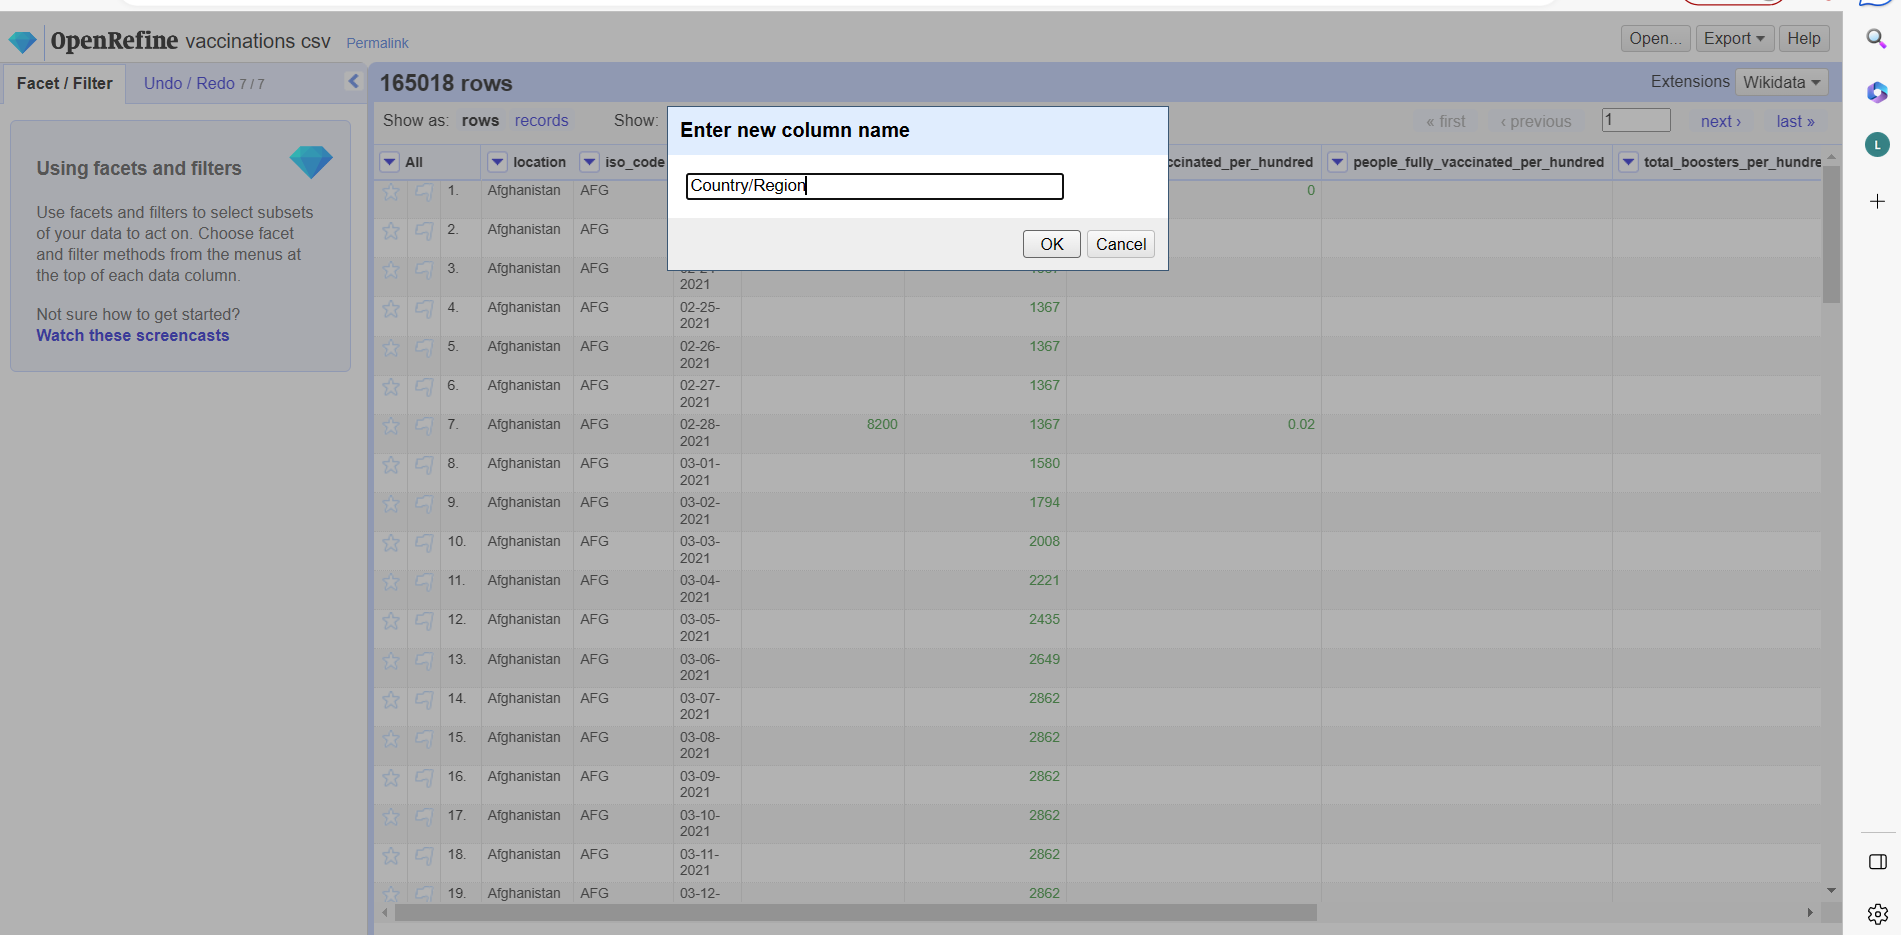 OpenRefine vaccinations csv Permalink
Open... Export Help
Facet / Filter Undo / Redo 7 / 7
165018 rows
Extensions Wikidata
Show as: rows records Show:
« first ‹ previous 1 next › last »
Using facets and filters
Use facets and filters to select subsets
of your data to act on. Choose facet
and filter methods from the menus at
the top of each data column.
Not sure how to get started?
Watch these screencasts
Enter new column name
Country/Region
OK Cancel
All location iso_code ccinated_per_hundred people_fully_vaccinated_per_hundred total_boosters_per_hundre
1. Afghanistan AFG 0
2. Afghanistan AFG
3. Afghanistan AFG
2021
4. Afghanistan AFG 02-25- 1367
2021
5. Afghanistan AFG 02-26- 1367
2021
6. Afghanistan AFG 02-27- 1367
2021
7. Afghanistan AFG 02-28- 8200 1367 0.02
2021
8. Afghanistan AFG 03-01- 1580
2021
9. Afghanistan AFG 03-02- 1794
2021
10. Afghanistan AFG 03-03- 2008
2021
11. Afghanistan AFG 03-04- 2221
2021
12. Afghanistan AFG 03-05- 2435
2021
13. Afghanistan AFG 03-06- 2649
2021
14. Afghanistan AFG 03-07- 2862
2021
15. Afghanistan AFG 03-08- 2862
2021
16. Afghanistan AFG 03-09- 2862
2021
17. Afghanistan AFG 03-10- 2862
2021
18. Afghanistan AFG 03-11- 2862
2021
19. Afghanistan AFG 03-12- 2862
L